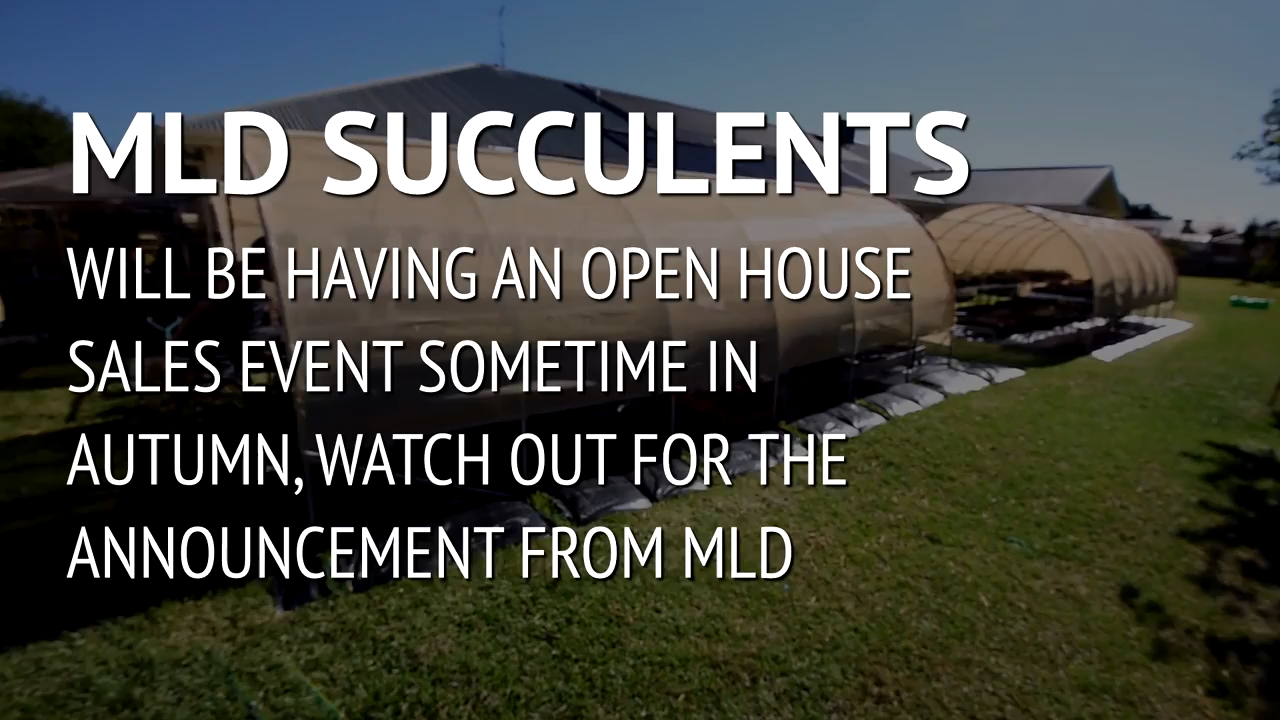 MLD SUCCULENTS
WILL BE HAVING AN OPEN HOUSE
SALES EVENT SOMETIME IN
AUTUMN, WATCH OUT FOR THE
ANNOUNCEMENT FROM MLD